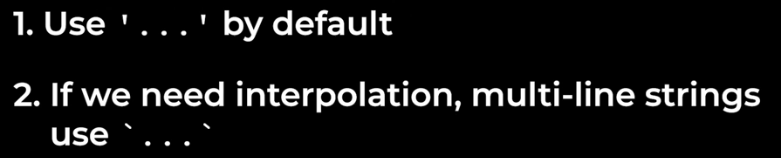 1. Use '...' by default
2. If we need interpolation, multi-line strings
use `...`